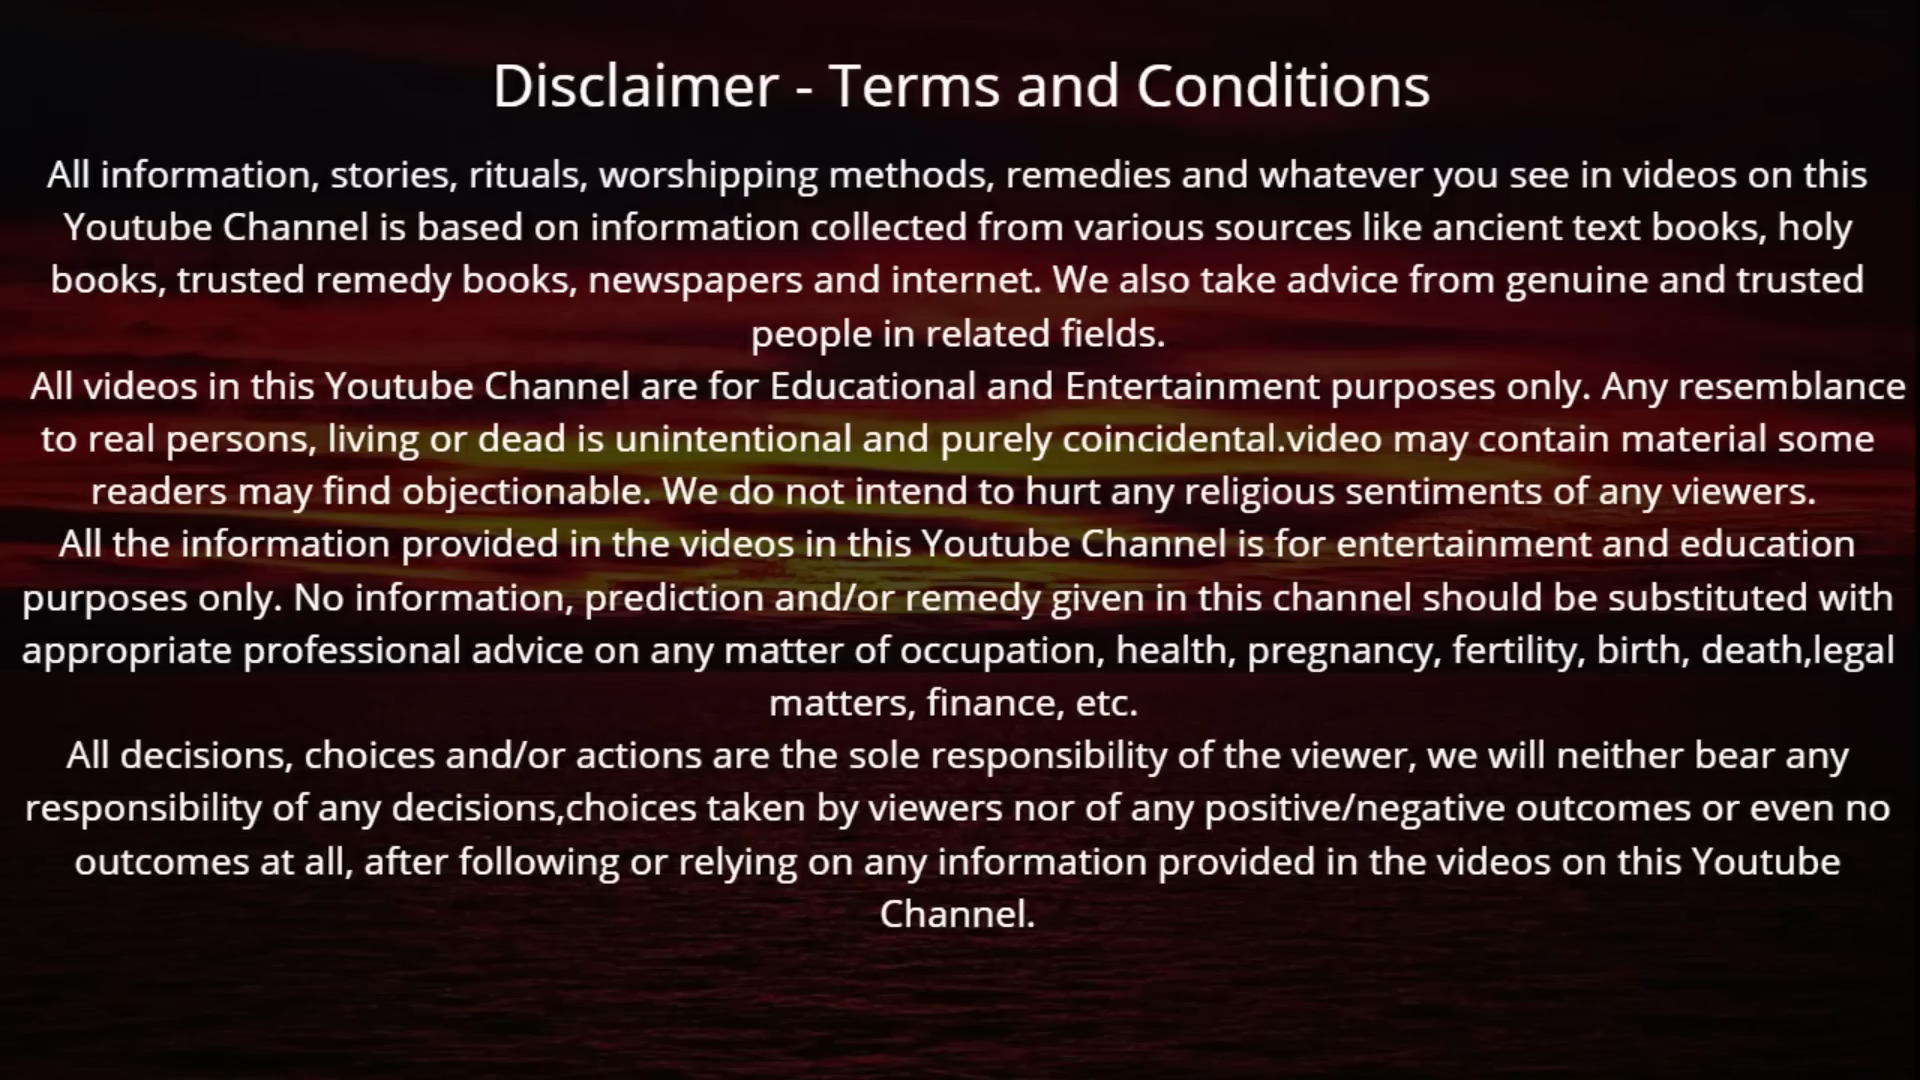 Disclaimer - Terms and Conditions
All information, stories, rituals, worshipping methods, remedies and whatever you see in videos on this
Youtube Channel is based on information collected from various sources like ancient text books, holy
books, trusted remedy books, newspapers and internet. We also take advice from genuine and trusted
people in related fields.
All videos in this Youtube Channel are for Educational and Entertainment purposes only. Any resemblance
to real persons, living or dead is unintentional and purely coincidental.video may contain material some
readers may find objectionable. We do not intend to hurt any religious sentiments of any viewers.
All the information provided in the videos in this Youtube Channel is for entertainment and education
purposes only. No information, prediction and/or remedy given in this channel should be substituted with
appropriate professional advice on any matter of occupation, health, pregnancy, fertility, birth, death,legal
matters, finance, etc.
All decisions, choices and/or actions are the sole responsibility of the viewer, we will neither bear any
responsibility of any decisions,choices taken by viewers nor of any positive/negative outcomes or even no
outcomes at all, after following or relying on any information provided in the videos on this Youtube
Channel.